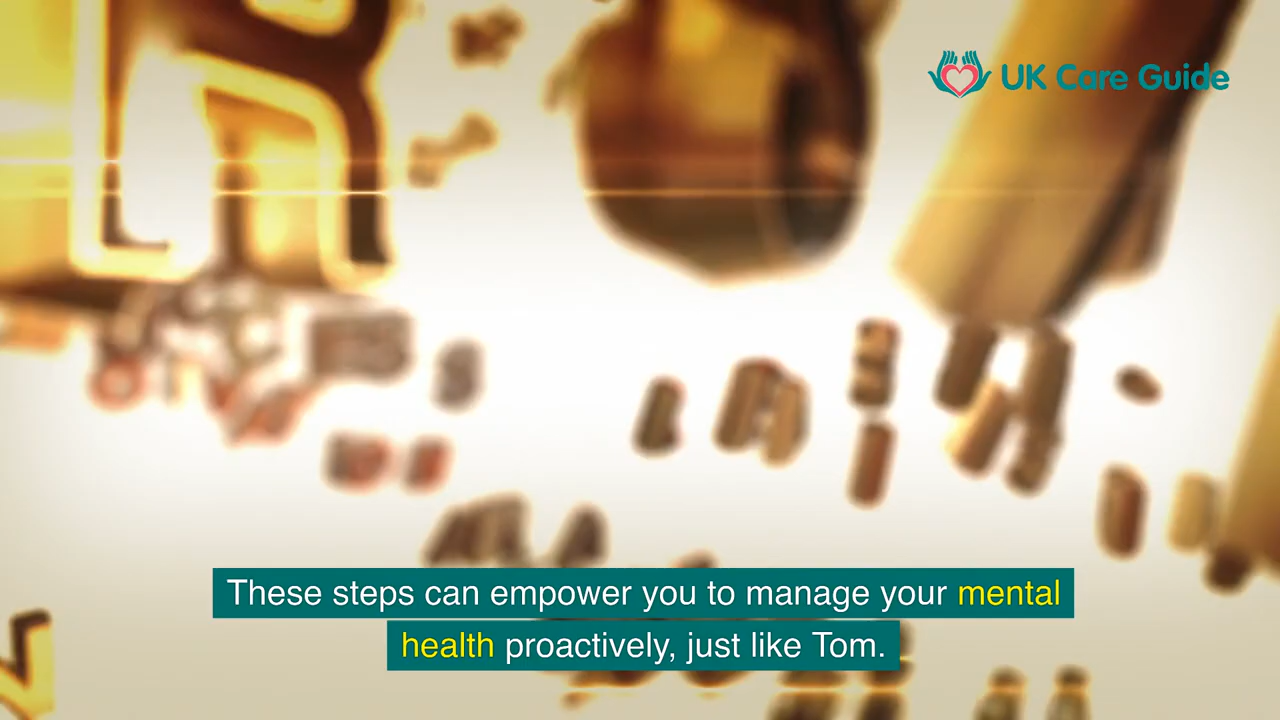 UK Care Guide
These steps can empower you to manage your mental
health proactively, just like Tom.